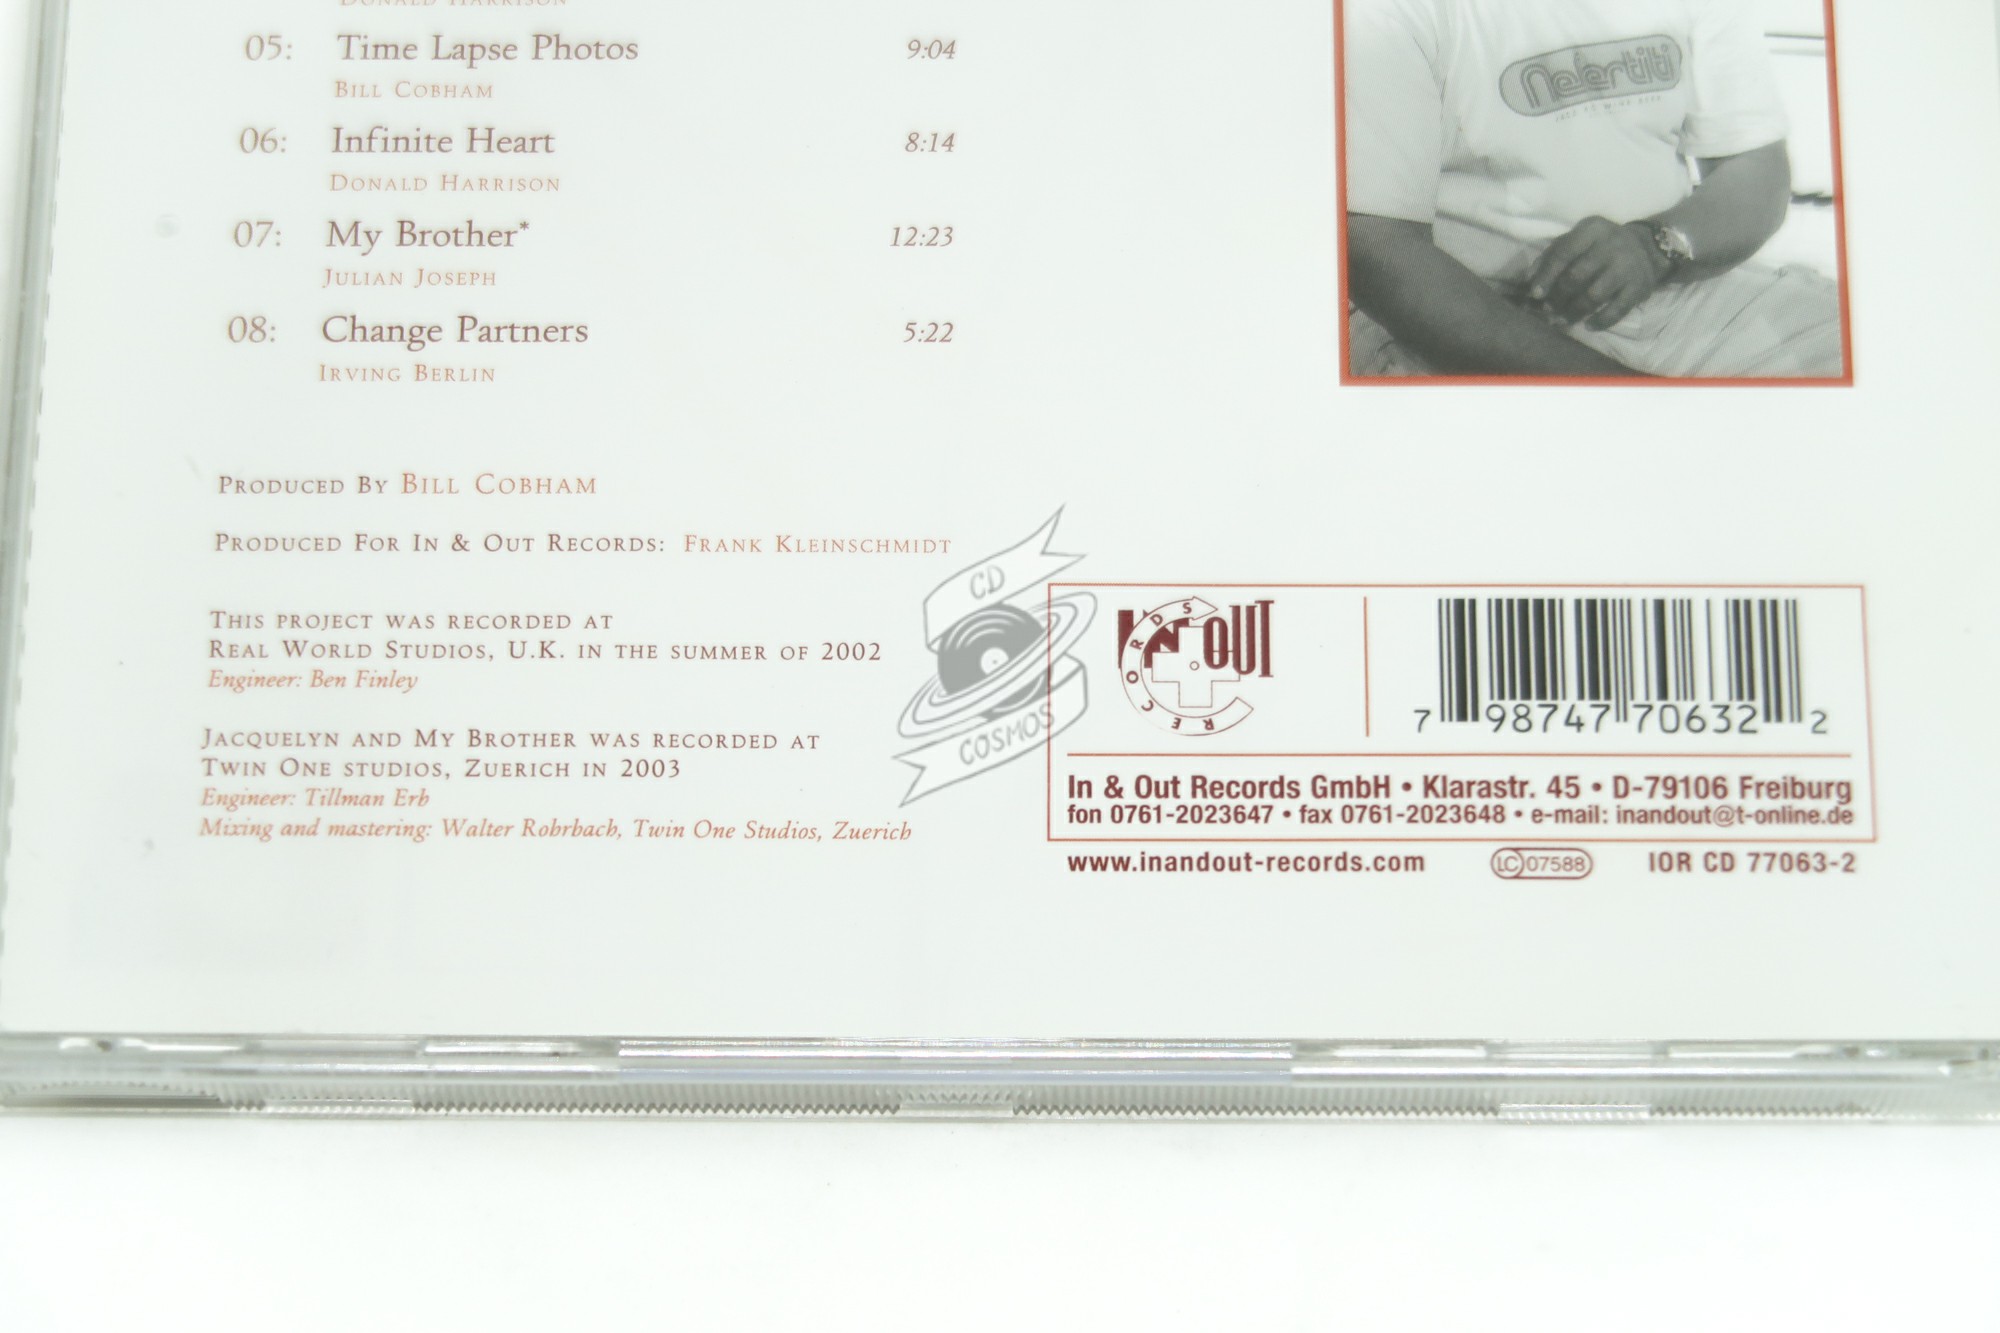 DONALD HARRISON
05: Time Lapse Photos 9:04
BILL COBHAM
06: Infinite Heart 8:14
DONALD HARRISON
07: My Brother* 12:23
JULIAN JOSEPH
08: Change Partners 5:22
IRVING BERLIN
PRODUCED BY BILL COBHAM
PRODUCED FOR IN & OUT RECORDS: FRANK KLEINSCHMIDT
THIS PROJECT WAS RECORDED AT
REAL WORLD STUDIOS, U.K. IN THE SUMMER OF 2002
Engineer: Ben Finley
JACQUELYN AND MY BROTHER WAS RECORDED AT
TWIN ONE STUDIOS, ZUERICH IN 2003
Engineer: Tillman Erb
Mixing and mastering: Walter Rohrbach, Twin One Studios, Zuerich
Nefertiti
CD
COSMOS
IN OUT
RECORDS
7 98747 70632 2
In & Out Records GmbH • Klarastr. 45 • D-79106 Freiburg
fon 0761-2023647 • fax 0761-2023648 • e-mail: inandout@t-online.de
www.inandout-records.com LC 07588 IOR CD 77063-2